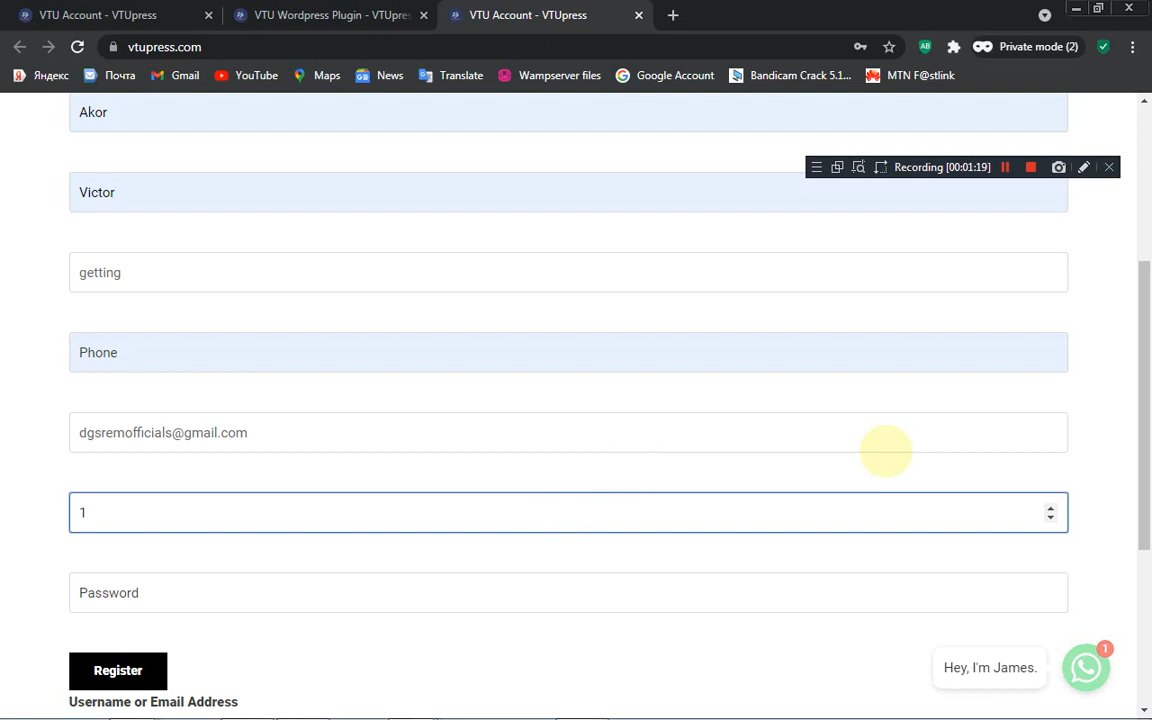 VTU Account - VTUpress
VTU Wordpress Plugin - VTUpres
VTU Account - VTUpress
vtupress.com
AB
Private mode (2)
Яндекс
Почта
Gmail
YouTube
Maps
News
Translate
Wampserver files
Google Account
Bandicam Crack 5.1...
MTN F@stlink
Akor
Recording [00:01:19]
Victor
getting
Phone
dgsremofficials@gmail.com
1
Password
Register
Hey, I'm James.
1
Username or Email Address